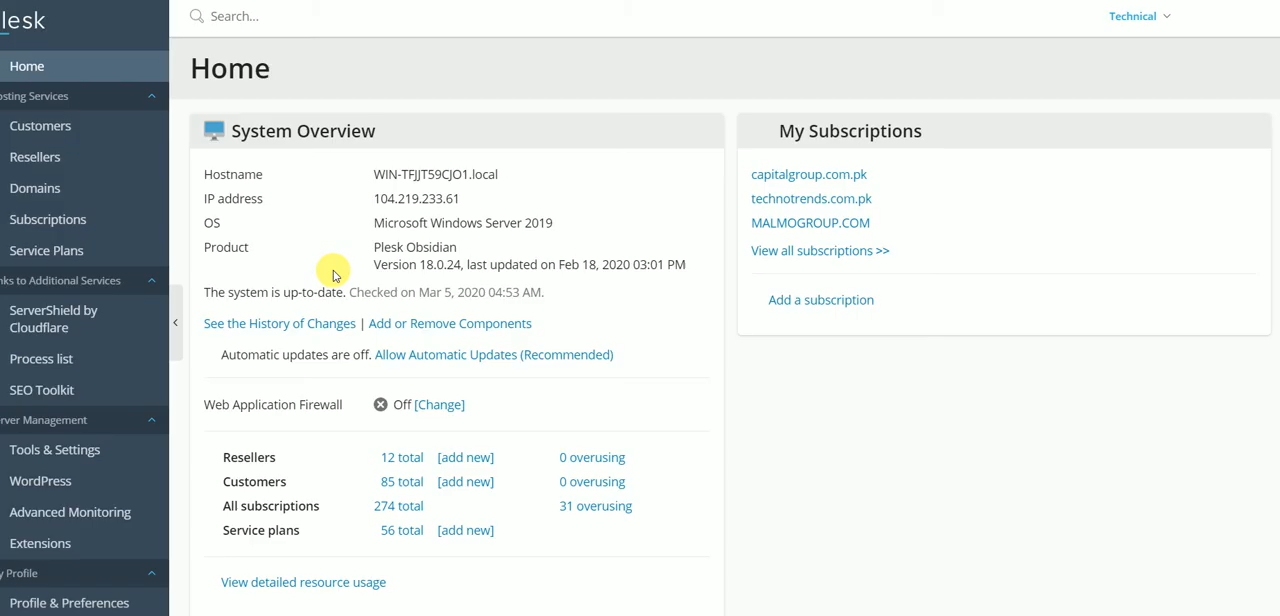 lesk
Search...
Technical
Home
Home
osting Services
Customers
Resellers
Domains
Subscriptions
Service Plans
nks to Additional Services
ServerShield by
Cloudflare
Process list
SEO Toolkit
rver Management
Tools & Settings
WordPress
Advanced Monitoring
Extensions
y Profile
Profile & Preferences
System Overview
Hostname WIN-TFJJT59CJO1.local
IP address 104.219.233.61
OS Microsoft Windows Server 2019
Product Plesk Obsidian
Version 18.0.24, last updated on Feb 18, 2020 03:01 PM
The system is up-to-date. Checked on Mar 5, 2020 04:53 AM.
See the History of Changes | Add or Remove Components
Automatic updates are off. Allow Automatic Updates (Recommended)
Web Application Firewall Off [Change]
Resellers 12 total [add new] 0 overusing
Customers 85 total [add new] 0 overusing
All subscriptions 274 total 31 overusing
Service plans 56 total [add new]
View detailed resource usage
My Subscriptions
capitalgroup.com.pk
technotrends.com.pk
MALMOGROUP.COM
View all subscriptions >>
Add a subscription